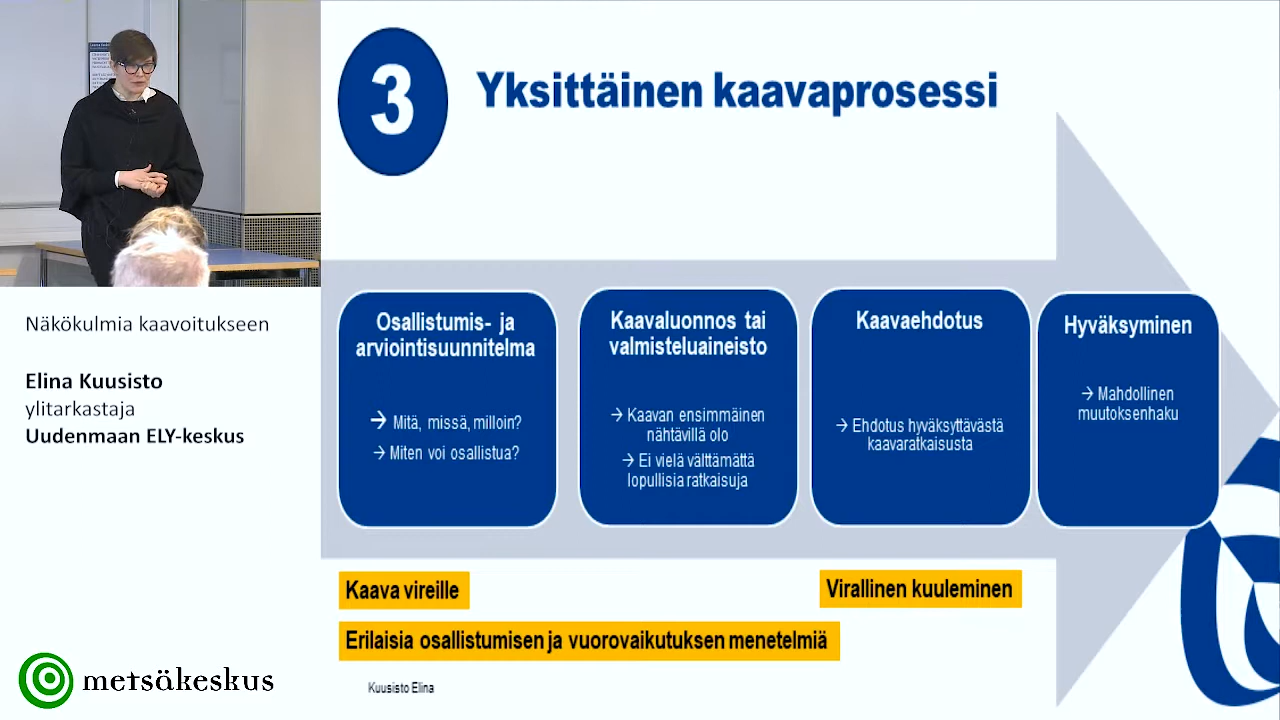 3
Yksittäinen kaavaprosessi
Osallistumis- ja
arviointisuunnitelma
→ Mitä, missä, milloin?
→ Miten voi osallistua?
Kaavaluonnos tai
valmisteluaineisto
→ Kaavan ensimmäinen
nähtävillä olo
→ Ei vielä välttämättä
lopullisia ratkaisuja
Kaavaehdotus
→ Ehdotus hyväksyttävästä
kaavaratkaisusta
Hyväksyminen
→ Mahdollinen
muutoksenhaku
Kaava vireille
Virallinen kuuleminen
Erilaisia osallistumisen ja vuorovaikutuksen menetelmiä
Kuusisto Elina
Näkökulmia kaavoitukseen
Elina Kuusisto
ylitarkastaja
Uudenmaan ELY-keskus
metsäkeskus